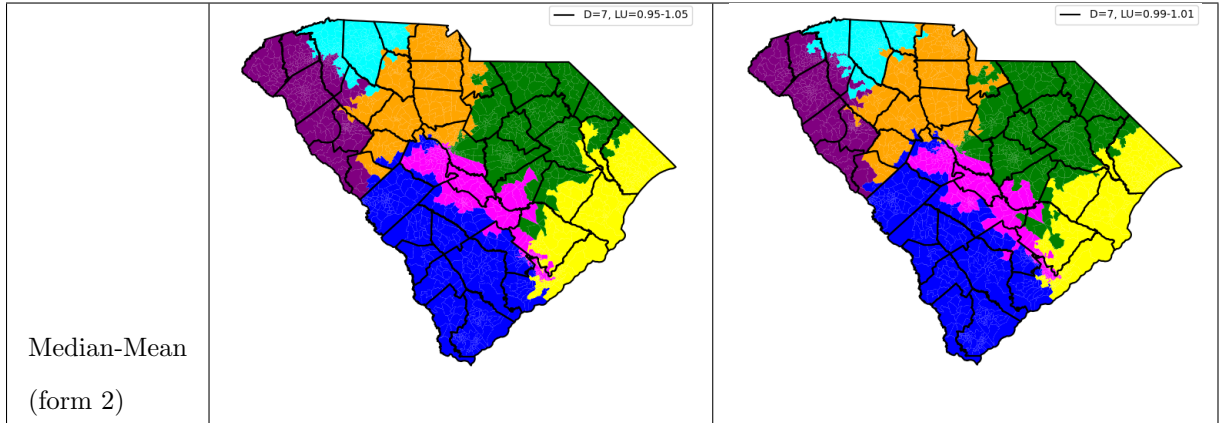 D=7, LU=0.95-1.05
D=7, LU=0.99-1.01
Median-Mean
(form 2)